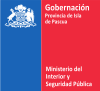 Gobernación
Provincia de Isla
de Pascua
Ministerio del
Interior y
Seguridad Pública